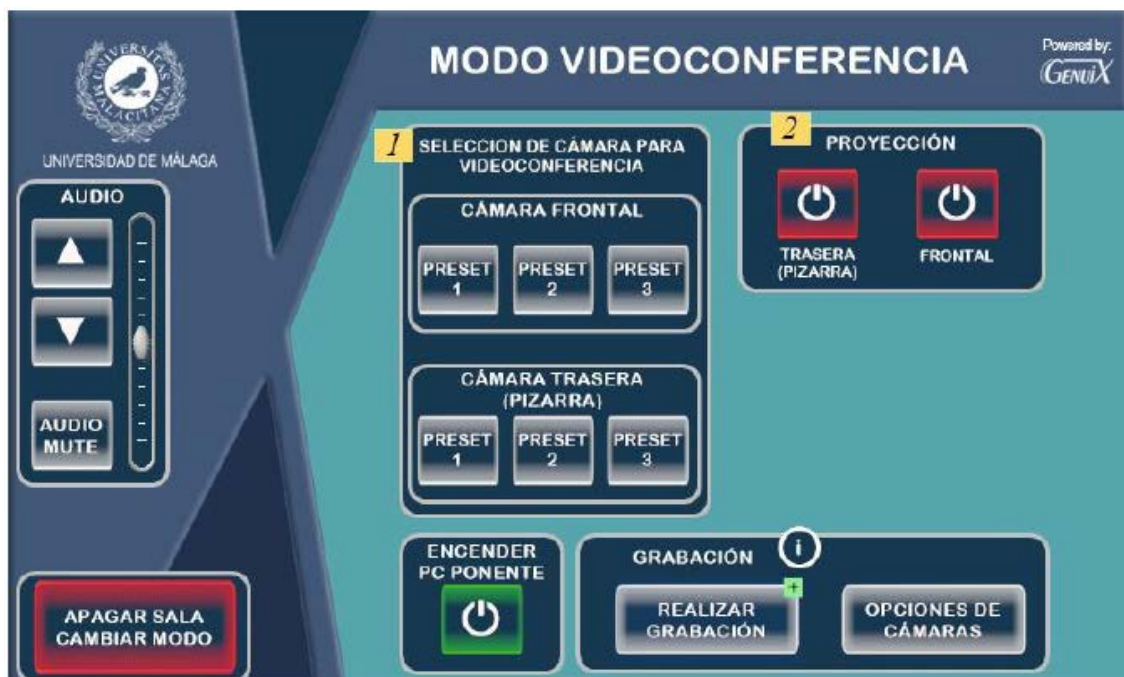 MODO VIDEOCONFERENCIA
Powered by:
GENUiX
UNIVERSITAS
MALACITANA
UNIVERSIDAD DE MÁLAGA
AUDIO
AUDIO
MUTE
APAGAR SALA
CAMBIAR MODO
1
SELECCION DE CÁMARA PARA
VIDEOCONFERENCIA
CÁMARA FRONTAL
PRESET
1
PRESET
2
PRESET
3
CÁMARA TRASERA
(PIZARRA)
PRESET
1
PRESET
2
PRESET
3
2
PROYECCIÓN
TRASERA
(PIZARRA)
FRONTAL
ENCENDER
PC PONENTE
GRABACIÓN
i
REALIZAR
GRABACIÓN
+
OPCIONES DE
CÁMARAS